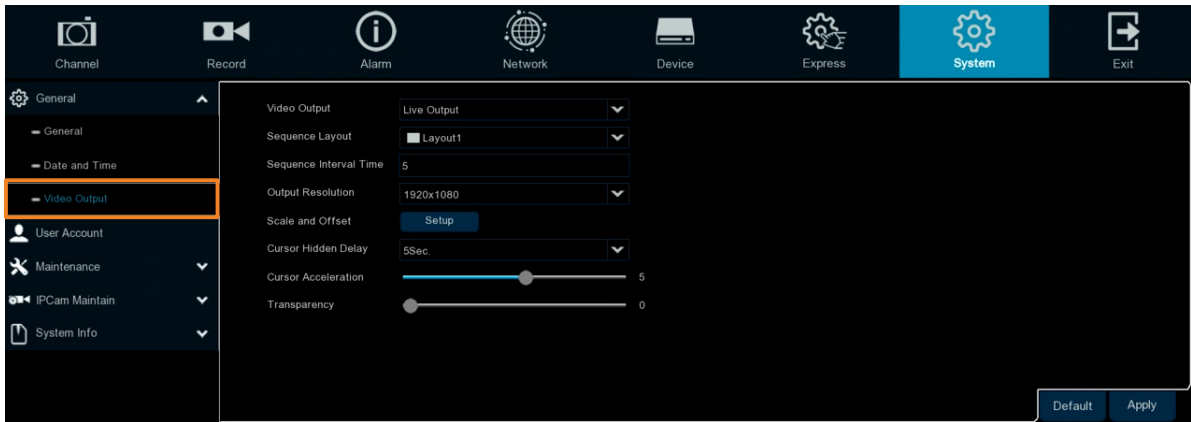 Channel Record Alarm Network Device Express System Exit
General
General
Date and Time
Video Output
User Account
Maintenance
IPCam Maintain
System Info
Video Output Live Output
Sequence Layout Layout1
Sequence Interval Time 5
Output Resolution 1920x1080
Scale and Offset Setup
Cursor Hidden Delay 5Sec.
Cursor Acceleration 5
Transparency 0
Default Apply